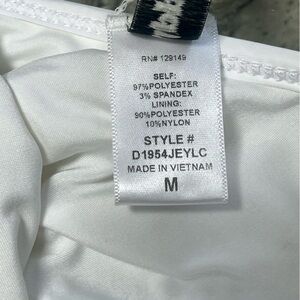 RN# 129149
SELF:
97%POLYESTER
3% SPANDEX
LINING:
90%POLYESTER
10%NYLON
STYLE #
D1954JEYLC
MADE IN VIETNAM
M